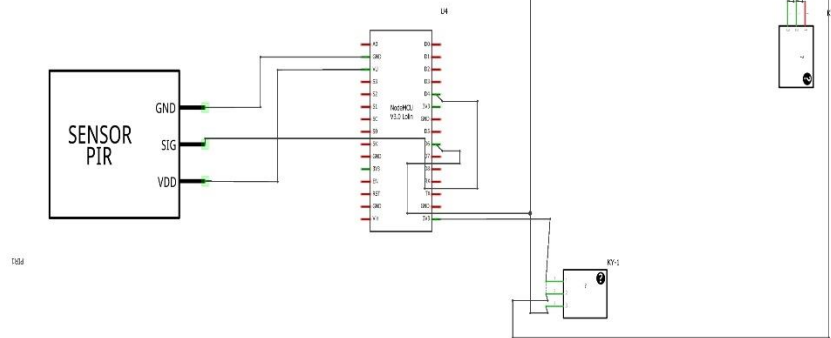 U4
GND
SENSOR
PIR
SIG
VDD
NodeMCU
V3.0 Lolin
A0
GND
VU
S3
S2
S1
SC
S0
SK
GND
3V3
EN
RST
GND
Vin
D0
D1
D2
D3
D4
3V3
GND
D5
D6
D7
D8
RX
TX
GND
3V3
PIR1
KY-1
?
?